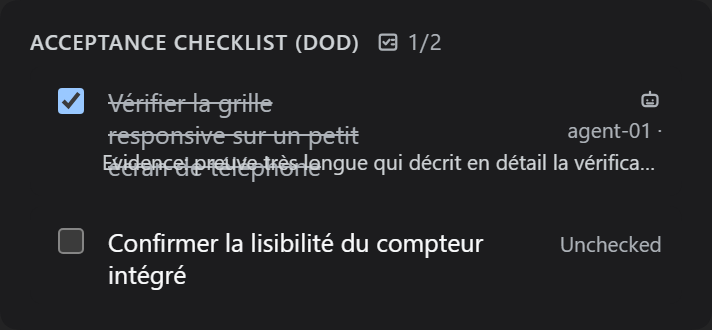 ACCEPTANCE CHECKLIST (DOD) 1/2
Vérifier la grille
responsive sur un petit
agent-01 ·
écran de téléphone
Evidence: preuve très longue qui décrit en détail la vérifica...
Confirmer la lisibilité du compteur
Unchecked
intégré